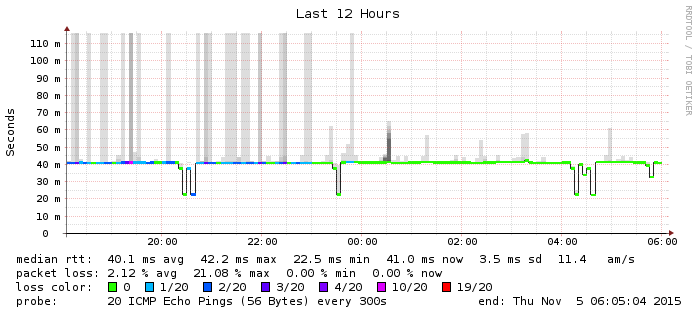 Last 12 Hours
RRDTOOL / TOBI OETIKER
Seconds
110 m
100 m
90 m
80 m
70 m
60 m
50 m
40 m
30 m
20 m
10 m
0
20:00 22:00 00:00 02:00 04:00 06:00
median rtt: 40.1 ms avg 42.2 ms max 22.5 ms min 41.0 ms now 3.5 ms sd 11.4 am/s
packet loss: 2.12 % avg 21.08 % max 0.00 % min 0.00 % now
loss color: 0 1/20 2/20 3/20 4/20 10/20 19/20
probe: 20 ICMP Echo Pings (56 Bytes) every 300s end: Thu Nov 5 06:05:04 2015